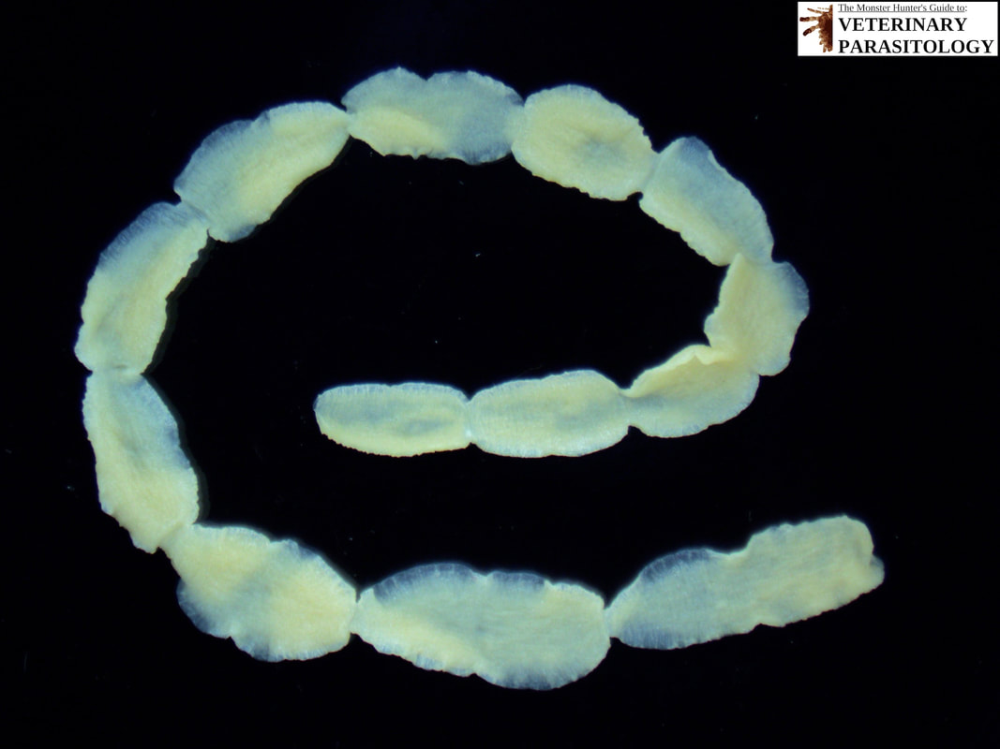 The Monster Hunter's Guide to:
VETERINARY
PARASITOLOGY